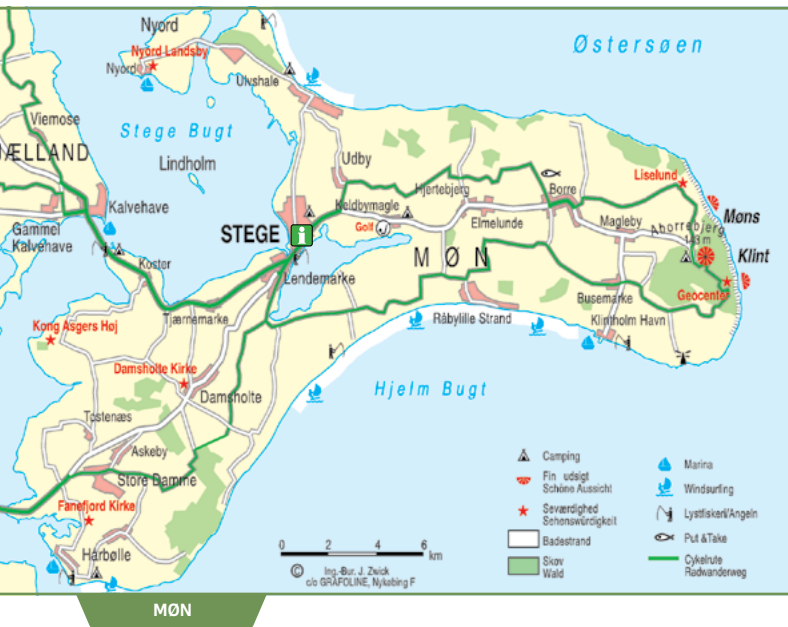 Nyord
Østersøen
Nyord Landsby
Nyord
Ulvshale
Viemose
Stege Bugt
JÆLLAND
Lindholm
Udby
Liselund
Hjertebjerg
Borre
Kalvehave
Keldbymagle
Møns
Gammel
Kalvehave
STEGE
i
Golf
Elmelunde
Magleby
Aborrebjerg
143 m
Klint
MØN
Koster
Lendemarke
Busemarke
Geocenter
Tjærnemarke
Råbylille Strand
Klintholm Havn
Kong Asgers Høj
Damsholte Kirke
Hjelm Bugt
Damsholte
Tostenæs
Askeby
Store Damme
Fanefjord Kirke
Hårbølle
Camping
Fin udsigt
Schöne Aussicht
Seværdighed
Sehenswürdigkeit
Badestrand
Skov
Wald
Marina
Windsurfing
Lystfiskeri/Angeln
Put &Take
Cykelrute
Radwanderweg
0 2 4 6
km
© Ing.-Bur. J. Zwick
c/o GRAFOLINE, Nykøbing F
MØN